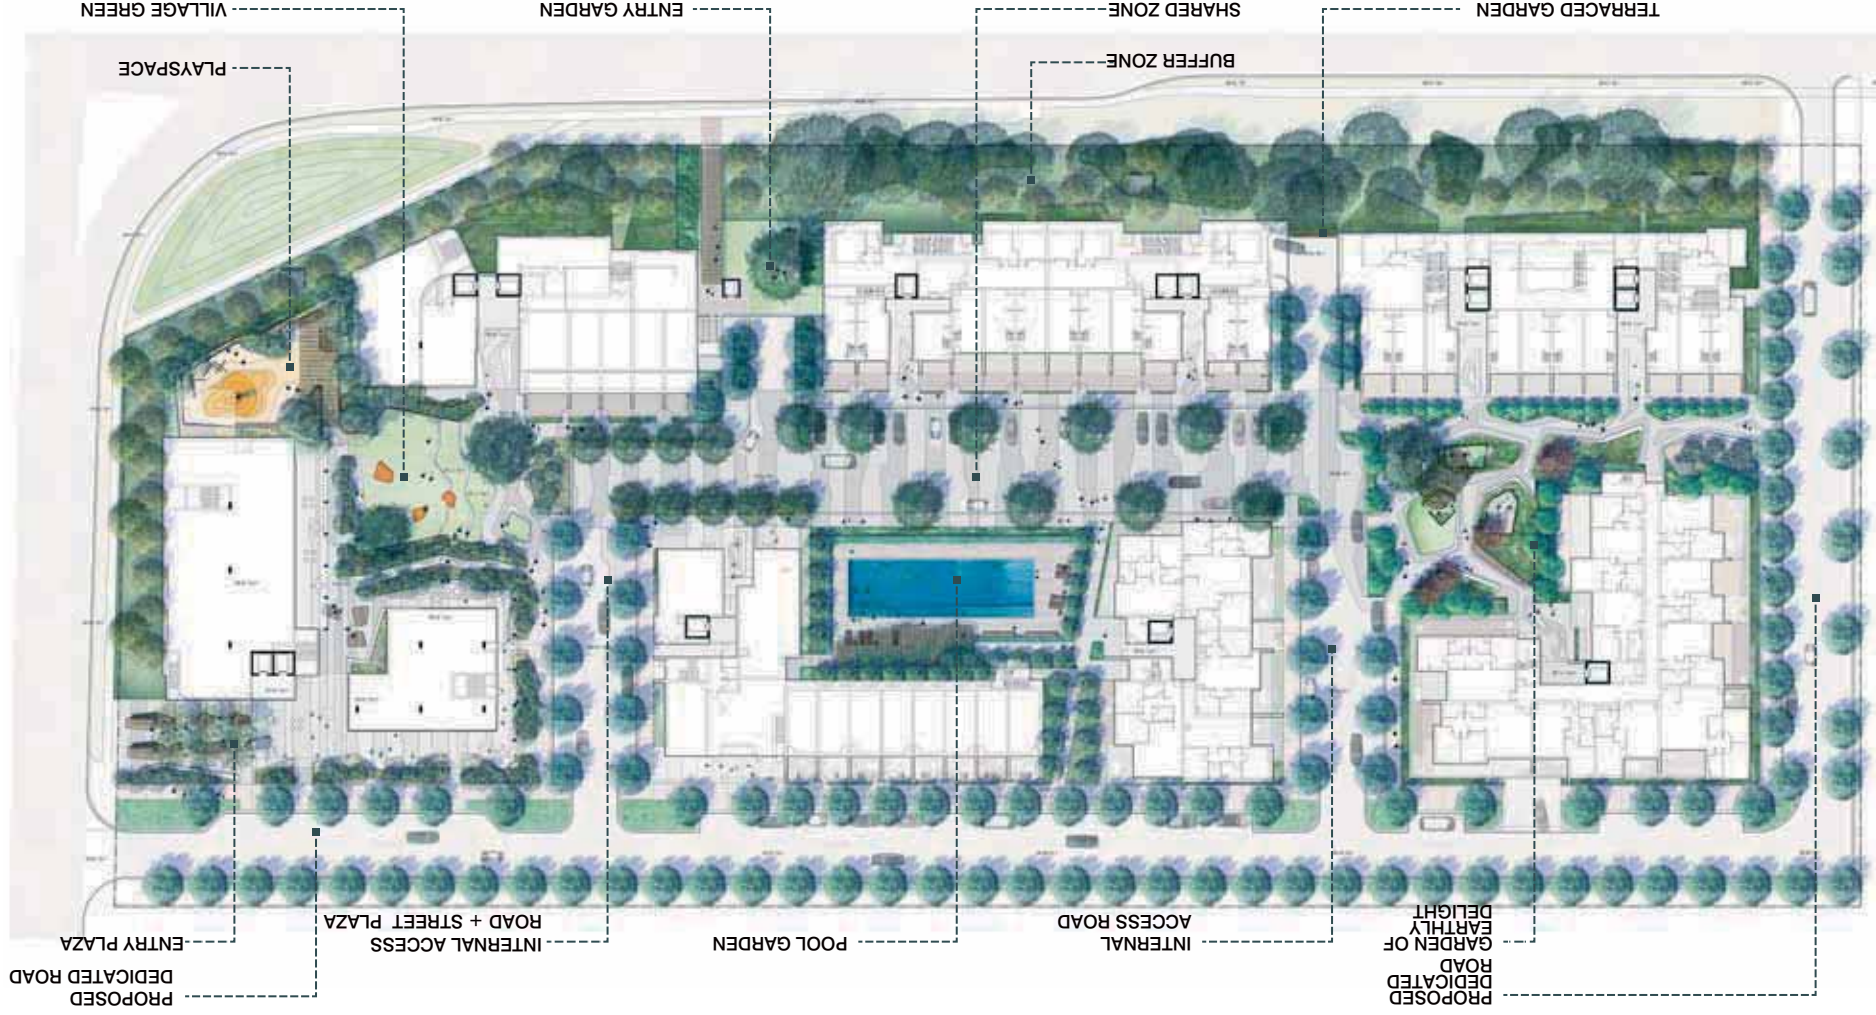 PROPOSED
DEDICATED
ROAD
PROPOSED
DEDICATED ROAD
GARDEN OF
EARTHLY
DELIGHT
INTERNAL
ACCESS ROAD
POOL GARDEN
INTERNAL ACCESS
ROAD + STREET PLAZA
ENTRY PLAZA
BUFFER ZONE
PLAYSPACE
TERRACED GARDEN
SHARED ZONE
ENTRY GARDEN
VILLAGE GREEN